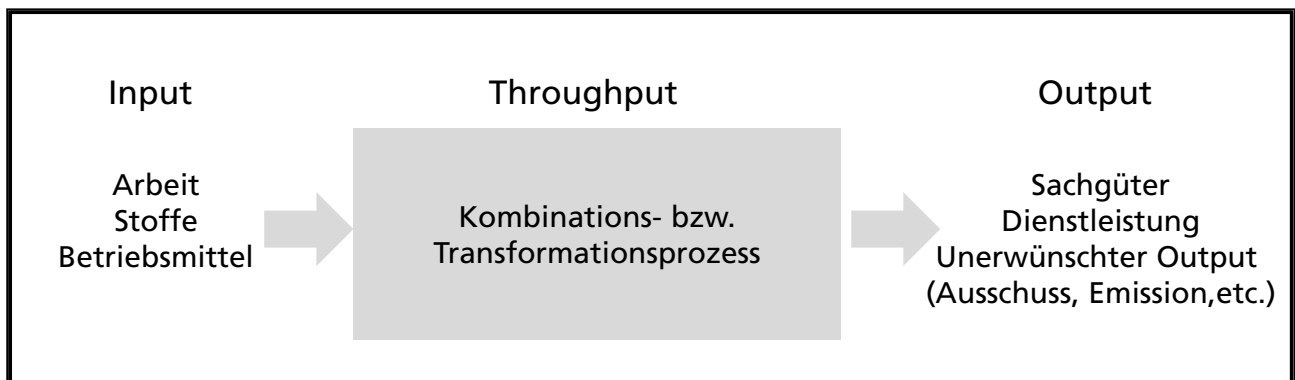 Input
Throughput
Output
Arbeit
Stoffe
Betriebsmittel
Kombinations- bzw.
Transformationsprozess
Sachgüter
Dienstleistung
Unerwünschter Output
(Ausschuss, Emission,etc.)